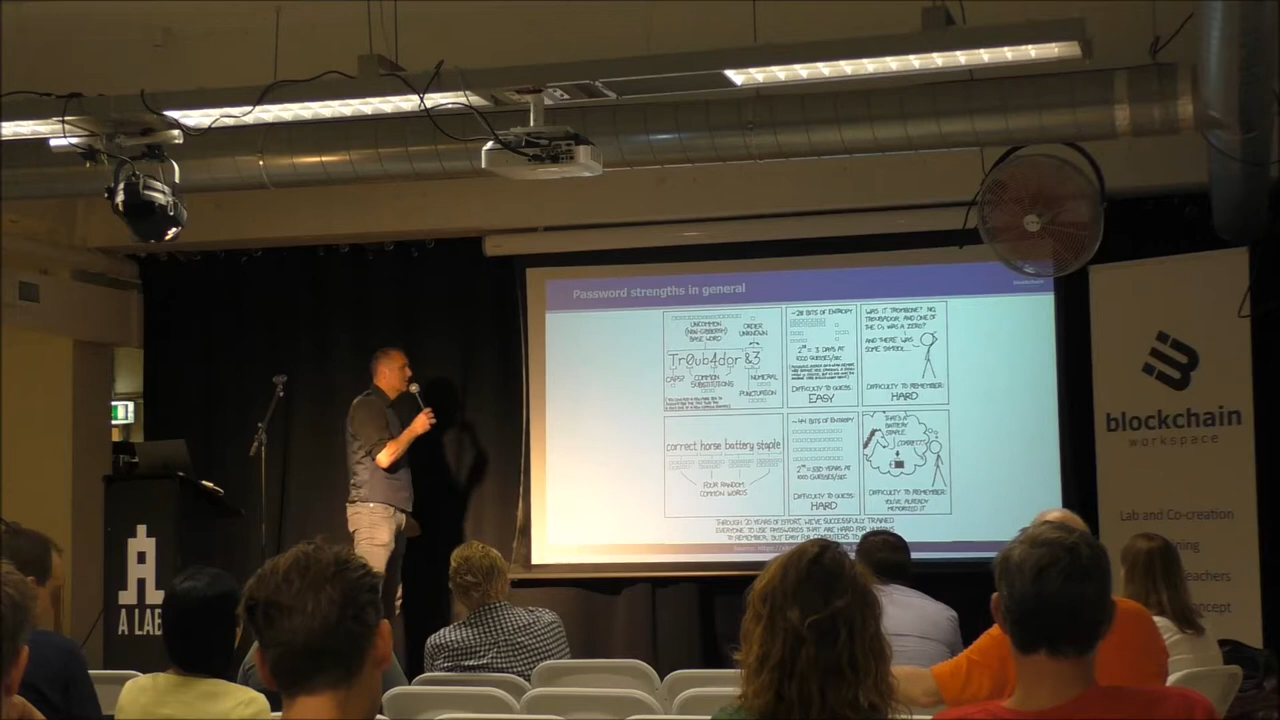 Password strengths in general
UNCOMMON
(NON-GIBBERISH)
BASE WORD
ORDER
UNKNOWN
Tr0ub4dor &3
CAPS?
COMMON
SUBSTITUTIONS
NUMERAL
PUNCTUATION
~28 BITS OF ENTROPY
2²⁸ = 3 DAYS AT
1000 GUESSES/SEC
DIFFICULTY TO GUESS:
EASY
WAS IT TROMBONE? NO,
TROUBADOR. AND ONE OF
THE Os WAS A ZERO?
AND THERE WAS
SOME SYMBOL...
DIFFICULTY TO REMEMBER:
HARD
correct horse battery staple
FOUR RANDOM
COMMON WORDS
~44 BITS OF ENTROPY
2⁴⁴ = 550 YEARS AT
1000 GUESSES/SEC
DIFFICULTY TO GUESS:
HARD
THAT'S A
BATTERY
STAPLE.
CORRECT!
DIFFICULTY TO REMEMBER:
YOU'VE ALREADY
MEMORIZED IT
THROUGH 20 YEARS OF EFFORT, WE'VE SUCCESSFULLY TRAINED
EVERYONE TO USE PASSWORDS THAT ARE HARD FOR HUMANS
TO REMEMBER, BUT EASY FOR COMPUTERS TO
blockchain
workspace
Lab and Co-creation
A LAB